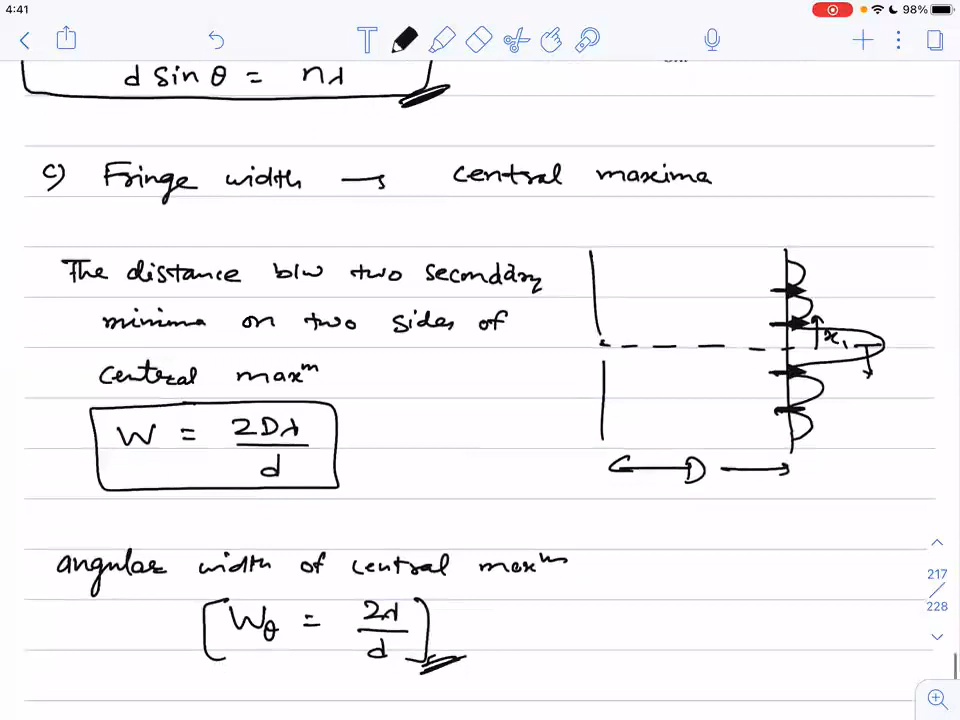 4:41
98%
T
d sin θ = nλ
c) Fringe width → central maxima
The distance b/w two secondary
minima on two sides of
centeral maxᵐ
W = 2Dλ/d
x₁
D
angular width of central maxᵐ
[Wθ = 2λ/d]
217
/
228